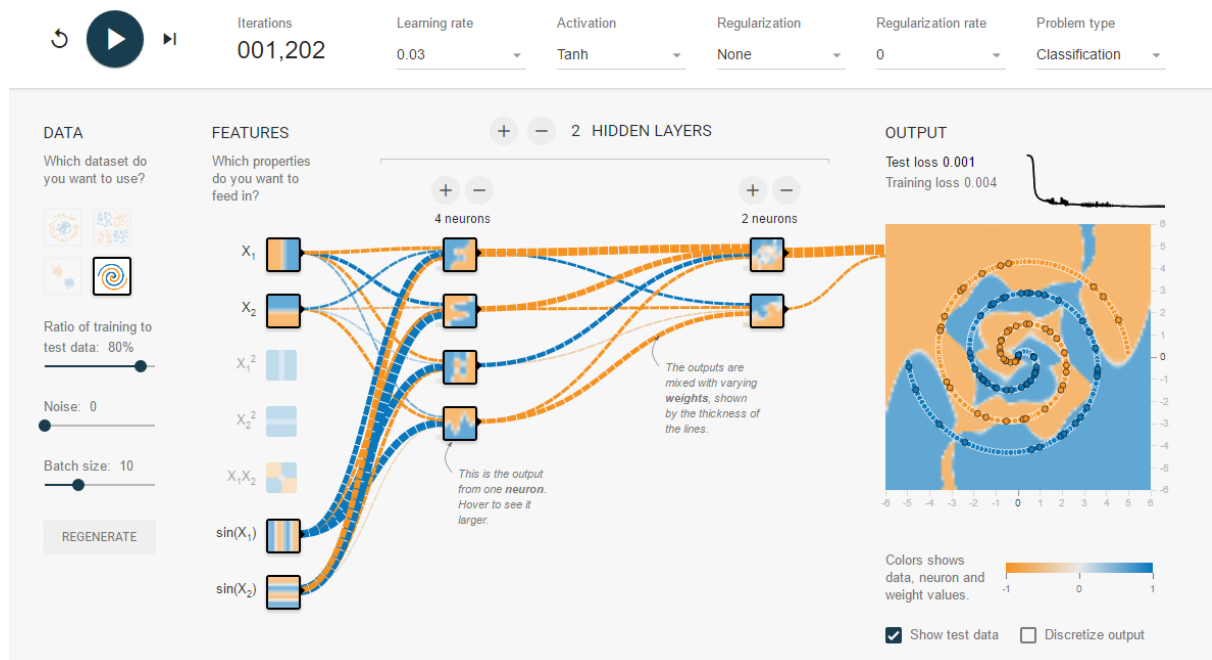 Iterations
001,202
Learning rate
0.03
Activation
Tanh
Regularization
None
Regularization rate
0
Problem type
Classification
DATA
Which dataset do
you want to use?
Ratio of training to
test data: 80%
Noise: 0
Batch size: 10
REGENERATE
FEATURES
Which properties
do you want to
feed in?
X₁
X₂
X₁²
X₂²
X₁X₂
sin(X₁)
sin(X₂)
+ − 2 HIDDEN LAYERS
+ −
4 neurons
+ −
2 neurons
The outputs are
mixed with varying
weights, shown
by the thickness of
the lines.
This is the output
from one neuron.
Hover to see it
larger.
OUTPUT
Test loss 0.001
Training loss 0.004
6
5
4
3
2
1
0
-1
-2
-3
-4
-5
-6
-6 -5 -4 -3 -2 -1 0 1 2 3 4 5 6
Colors shows
data, neuron and
weight values.
-1 0 1
Show test data
Discretize output